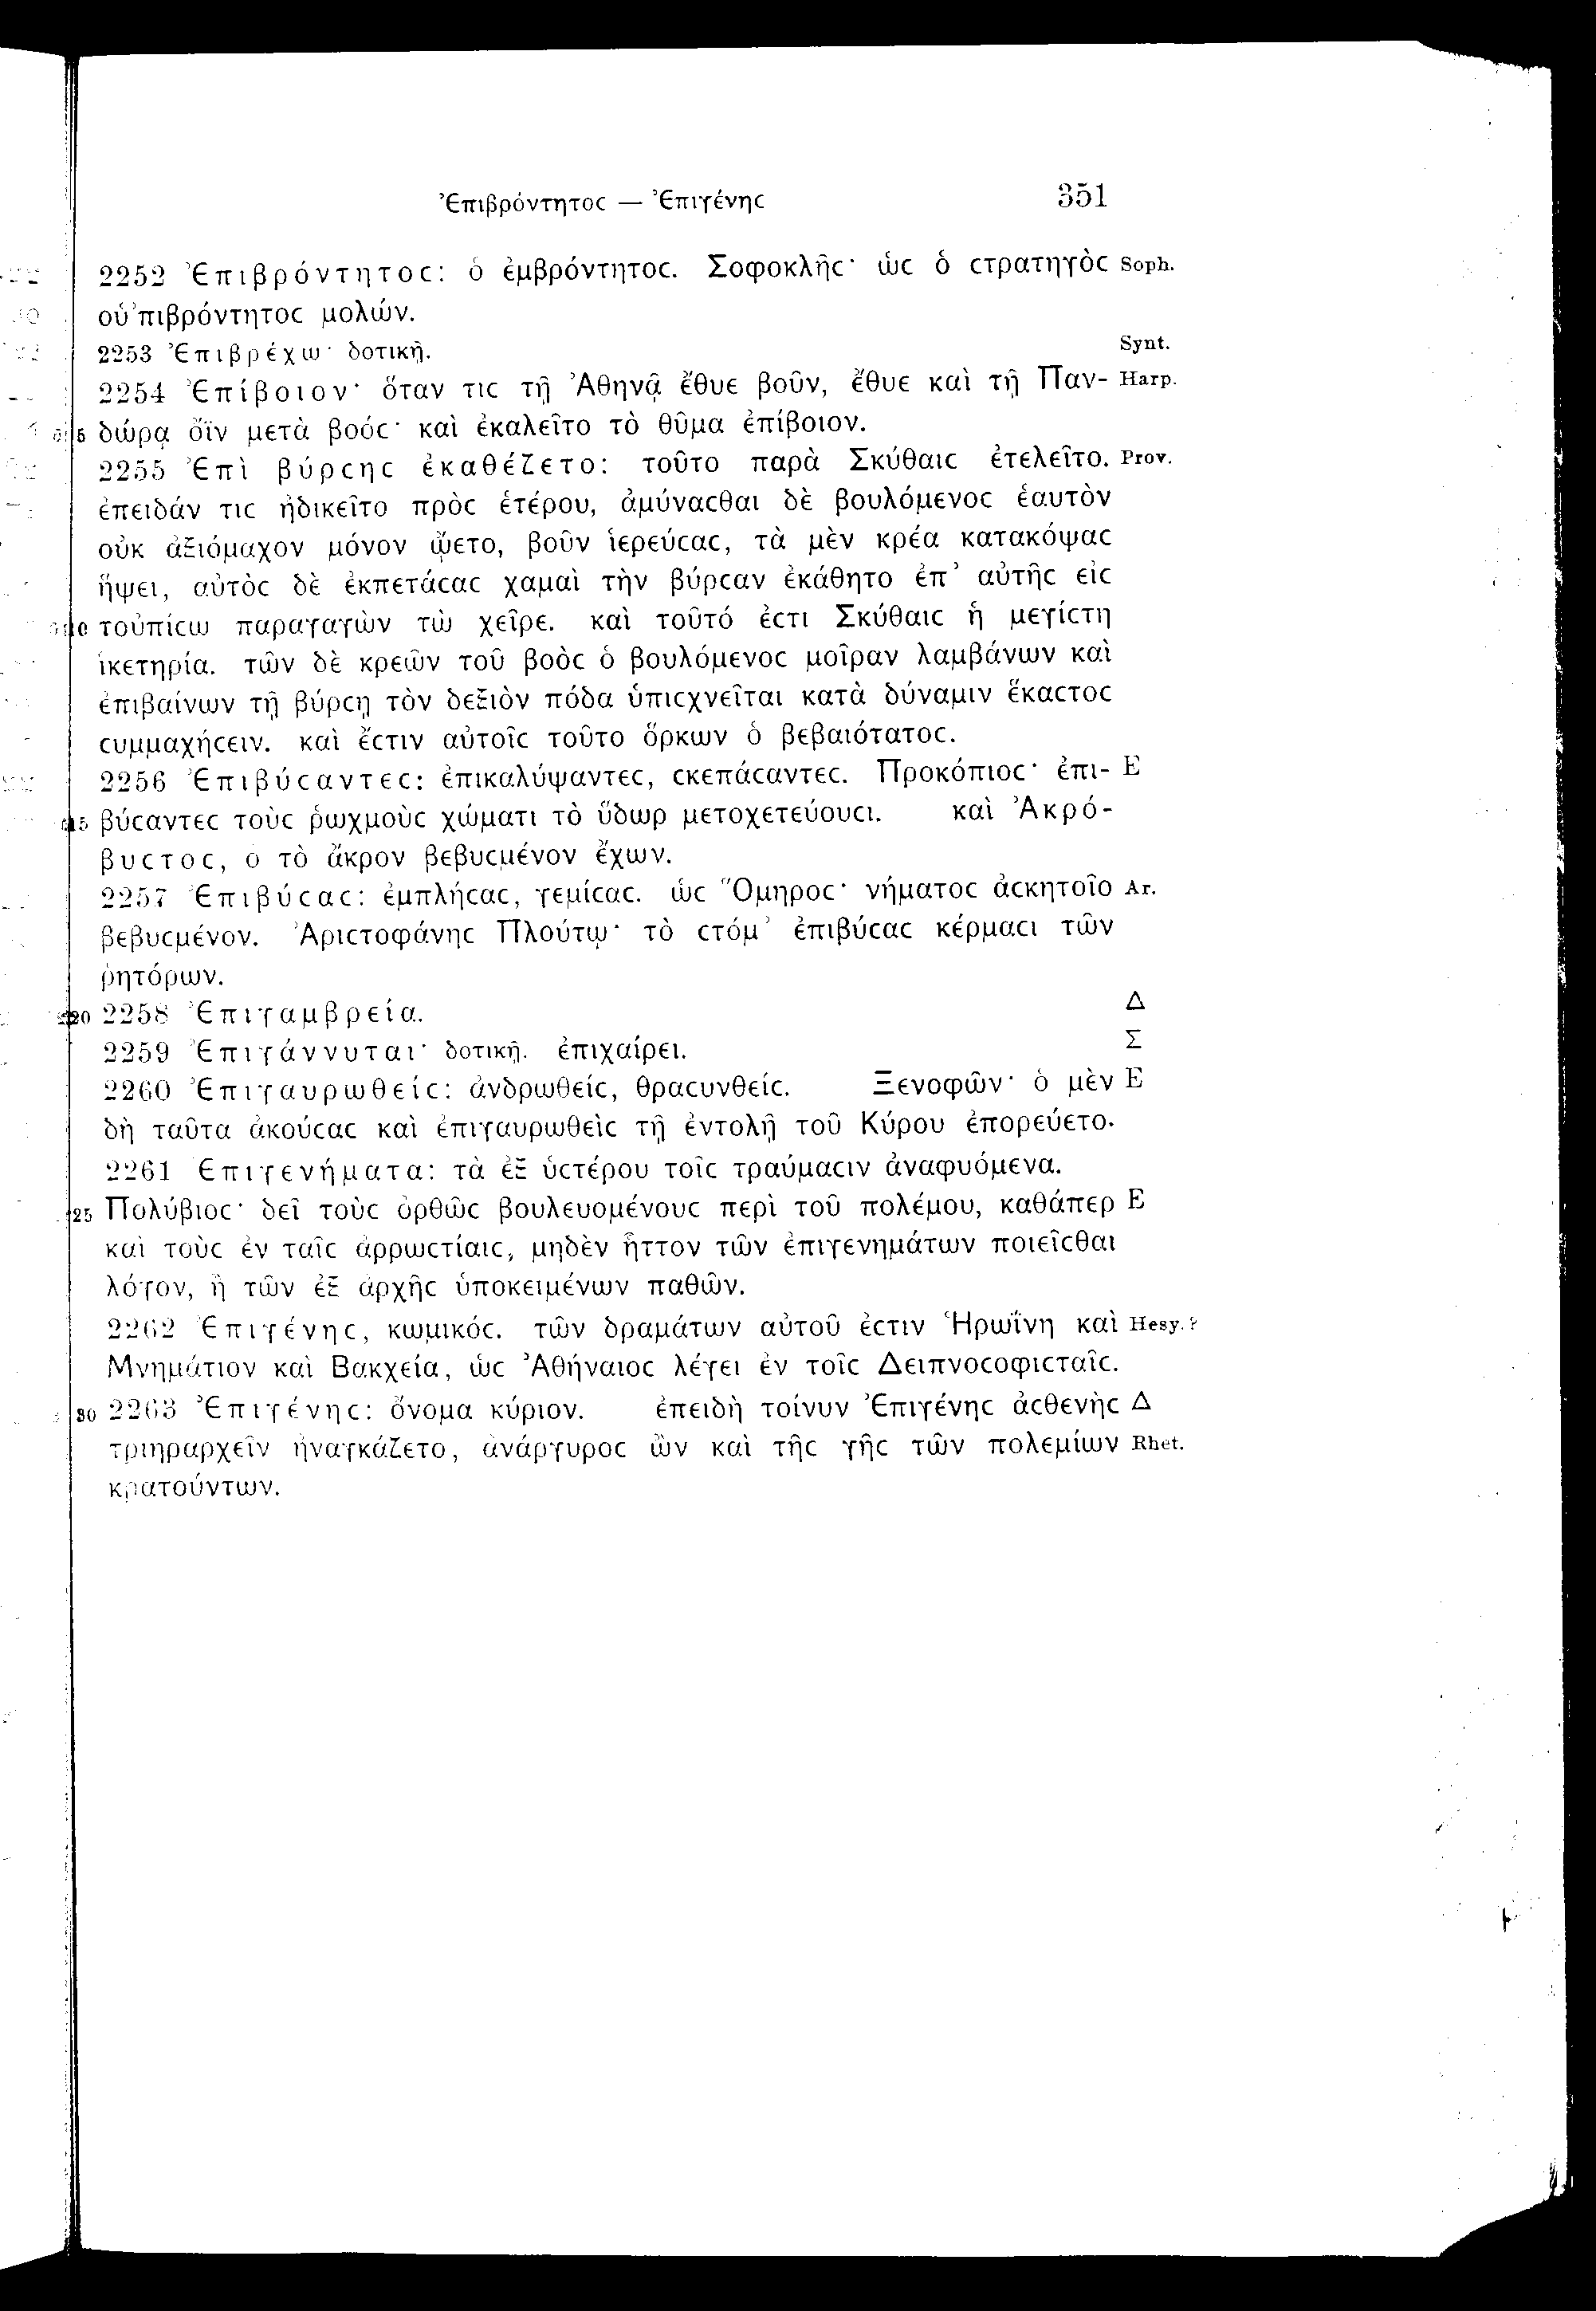 Ἐπιβρόντητοϲ — Ἐπιγένηϲ 351
2252 Ἐπιβρόντητοϲ: ὁ ἐμβρόντητοϲ. Σοφοκλῆϲ· ὡϲ ὁ ϲτρατηγὸϲ Soph.
οὑ'πιβρόντητοϲ μολών.
2253 Ἐπιβρέχω· δοτικῇ. Synt.
2254 Ἐπίβοιον· ὅταν τιϲ τῇ Ἀθηνᾷ ἔθυε βοῦν, ἔθυε καὶ τῇ Παν- Harp.
5 δώρᾳ ὄϊν μετὰ βοόϲ· καὶ ἐκαλεῖτο τὸ θῦμα ἐπίβοιον.
2255 Ἐπὶ βύρϲηϲ ἐκαθέζετο: τοῦτο παρὰ Σκύθαιϲ ἐτελεῖτο. Prov.
ἐπειδάν τιϲ ἠδικεῖτο πρὸϲ ἑτέρου, ἀμύναϲθαι δὲ βουλόμενοϲ ἑαυτὸν
οὐκ ἀξιόμαχον μόνον ᾤετο, βοῦν ἱερεύϲαϲ, τὰ μὲν κρέα κατακόψαϲ
ἥψει, αὐτὸϲ δὲ ἐκπετάϲαϲ χαμαὶ τὴν βύρϲαν ἐκάθητο ἐπ' αὐτῆϲ εἰϲ
10 τοὐπίϲω παραγαγὼν τὼ χεῖρε. καὶ τοῦτό ἐϲτι Σκύθαιϲ ἡ μεγίϲτη
ἱκετηρία. τῶν δὲ κρεῶν τοῦ βοὸϲ ὁ βουλόμενοϲ μοῖραν λαμβάνων καὶ
ἐπιβαίνων τῇ βύρϲῃ τὸν δεξιὸν πόδα ὑπιϲχνεῖται κατὰ δύναμιν ἕκαϲτοϲ
ϲυμμαχήϲειν. καὶ ἔϲτιν αὐτοῖϲ τοῦτο ὅρκων ὁ βεβαιότατοϲ.
2256 Ἐπιβύϲαντεϲ: ἐπικαλύψαντεϲ, ϲκεπάϲαντεϲ. Προκόπιοϲ· ἐπι- E
15 βύϲαντεϲ τοὺϲ ῥωχμοὺϲ χώματι τὸ ὕδωρ μετοχετεύουϲι. καὶ Ἀκρό-
βυϲτοϲ, ὁ τὸ ἄκρον βεβυϲμένον ἔχων.
2257 Ἐπιβύϲαϲ: ἐμπλήϲαϲ, γεμίϲαϲ. ὡϲ Ὅμηροϲ· νήματοϲ ἀϲκητοῖο Ar.
βεβυϲμένον. Ἀριϲτοφάνηϲ Πλούτῳ· τὸ ϲτόμ' ἐπιβύϲαϲ κέρμαϲι τῶν
ῥητόρων.
20 2258 Ἐπιγαμβρεία. Δ
2259 Ἐπιγάννυται· δοτικῇ. ἐπιχαίρει. Σ
2260 Ἐπιγαυρωθείϲ: ἀνδρωθείϲ, θραϲυνθείϲ. Ξενοφῶν· ὁ μὲν E
δὴ ταῦτα ἀκούϲαϲ καὶ ἐπιγαυρωθεὶϲ τῇ ἐντολῇ τοῦ Κύρου ἐπορεύετο.
2261 Ἐπιγενήματα: τὰ ἐξ ὑϲτέρου τοῖϲ τραύμαϲιν ἀναφυόμενα.
25 Πολύβιοϲ· δεῖ τοὺϲ ὀρθῶϲ βουλευομένουϲ περὶ τοῦ πολέμου, καθάπερ E
καὶ τοὺϲ ἐν ταῖϲ ἀρρωϲτίαιϲ, μηδὲν ἧττον τῶν ἐπιγενημάτων ποιεῖϲθαι
λόγον, ἢ τῶν ἐξ ἀρχῆϲ ὑποκειμένων παθῶν.
2262 Ἐπιγένηϲ, κωμικόϲ. τῶν δραμάτων αὐτοῦ ἐϲτιν Ἡρωΐνη καὶ Hesy.?
Μνημάτιον καὶ Βακχεία, ὡϲ Ἀθήναιοϲ λέγει ἐν τοῖϲ Δειπνοϲοφιϲταῖϲ.
30 2263 Ἐπιγένηϲ: ὄνομα κύριον. ἐπειδὴ τοίνυν Ἐπιγένηϲ ἀϲθενὴϲ Δ
τριηραρχεῖν ἠναγκάζετο, ἀνάργυροϲ ὢν καὶ τῆϲ γῆϲ τῶν πολεμίων Rhet.
κρατούντων.